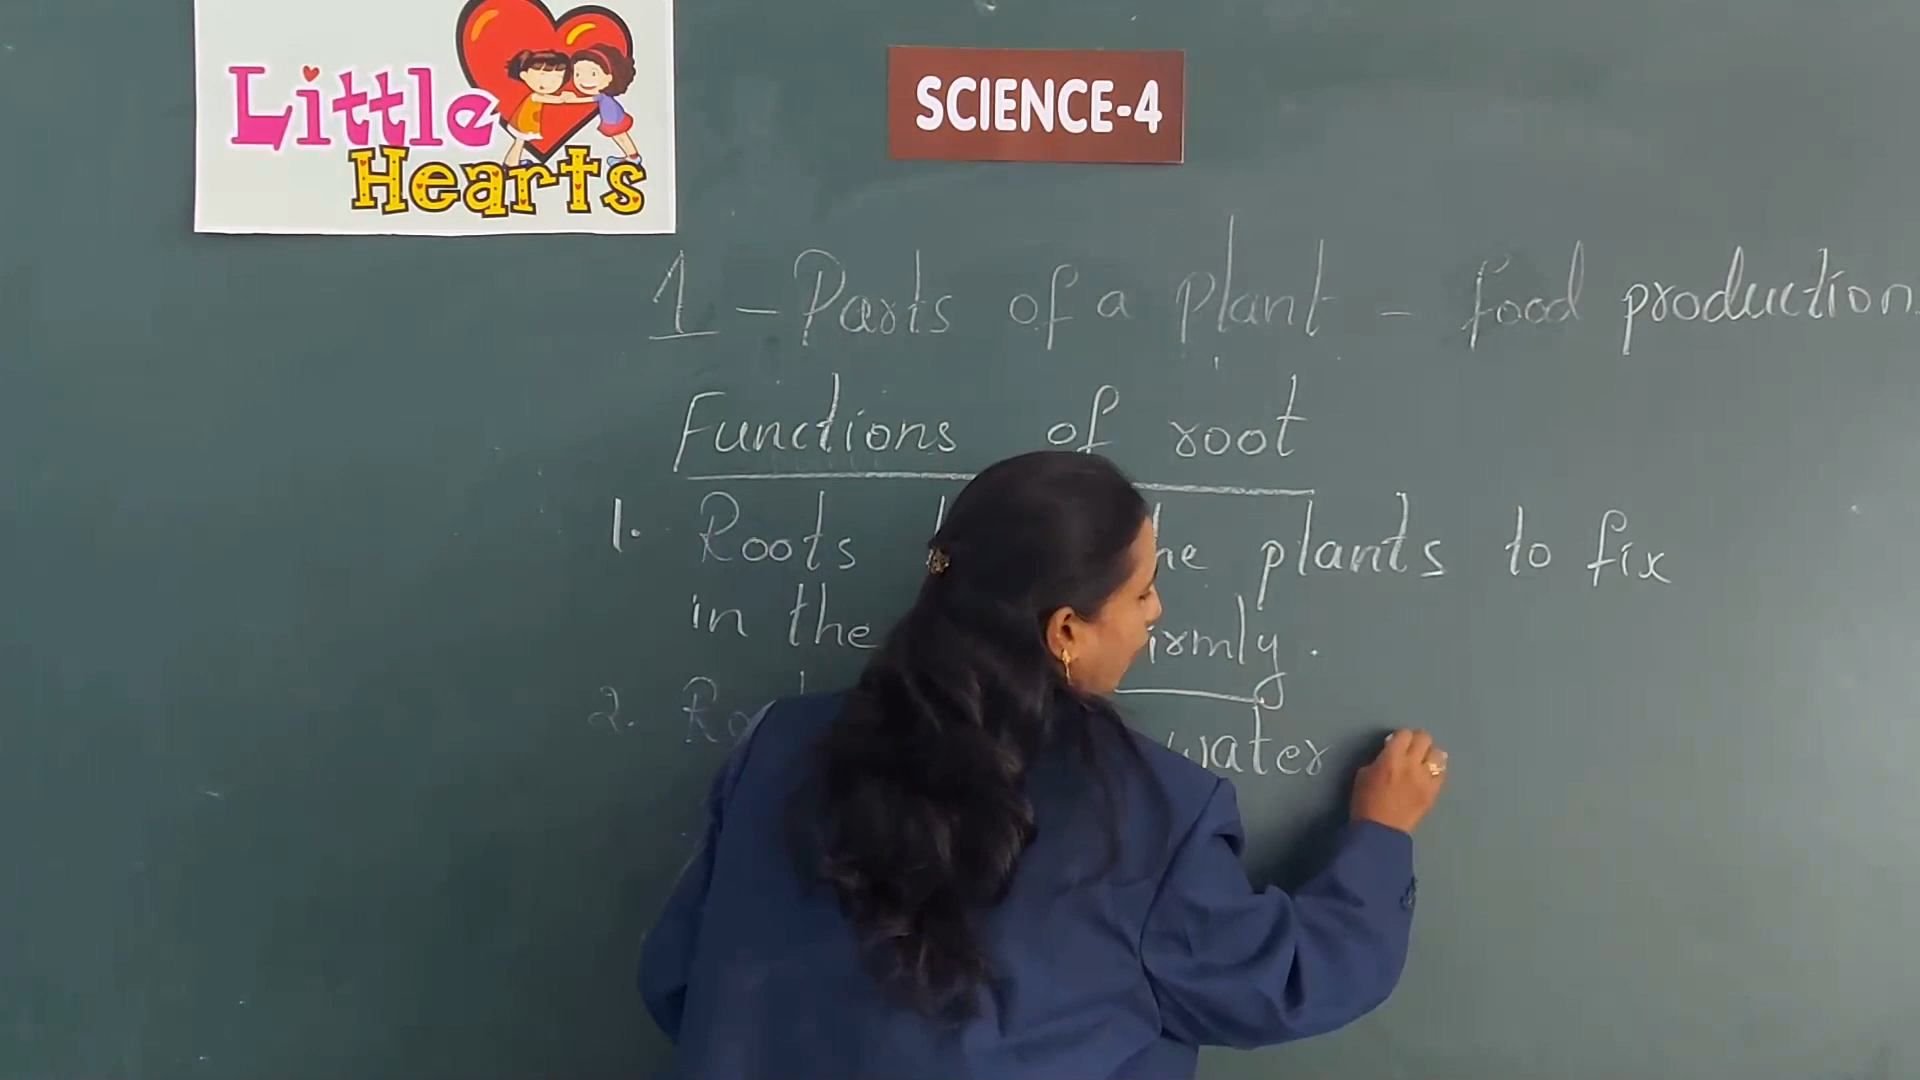 Little
Hearts
SCIENCE-4
1 - Parts of a plant - food production.
Functions of root
1. Roots the plants to fix
in the firmly.
2. water